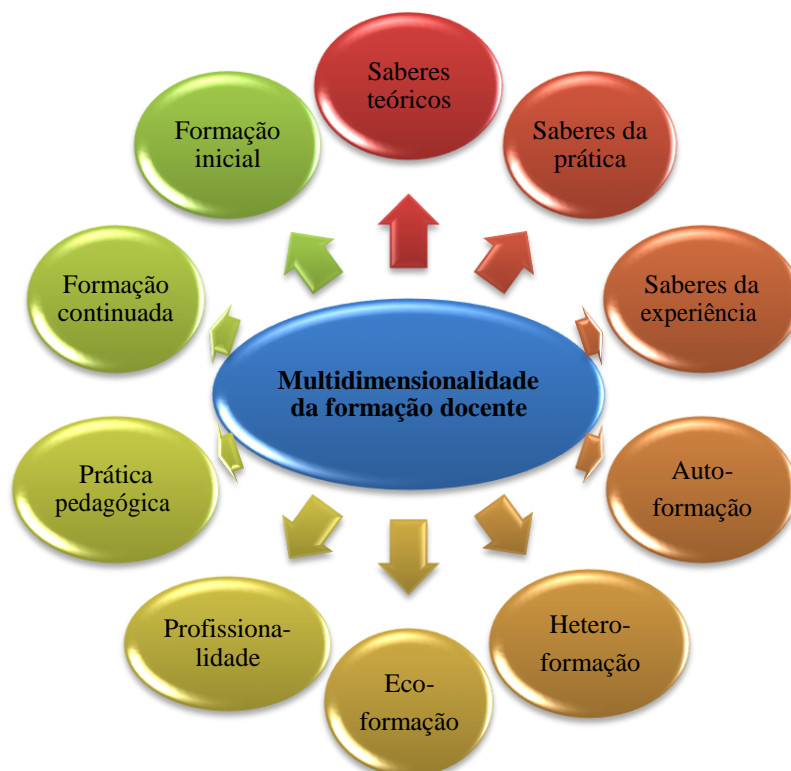 Saberes
teóricos
Saberes da
prática
Saberes da
experiência
Auto-
formação
Hetero-
formação
Eco-
formação
Profissiona-
lidade
Prática
pedagógica
Formação
continuada
Formação
inicial
Multidimensionalidade
da formação docente